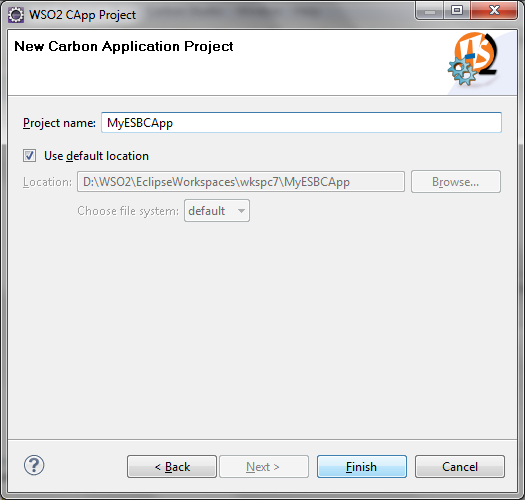 WSO2 CApp Project
New Carbon Application Project
Project name: MyESBCApp
Use default location
Location: D:\WSO2\EclipseWorkspaces\wkspc7\MyESBCApp Browse...
Choose file system: default
? < Back Next > Finish Cancel